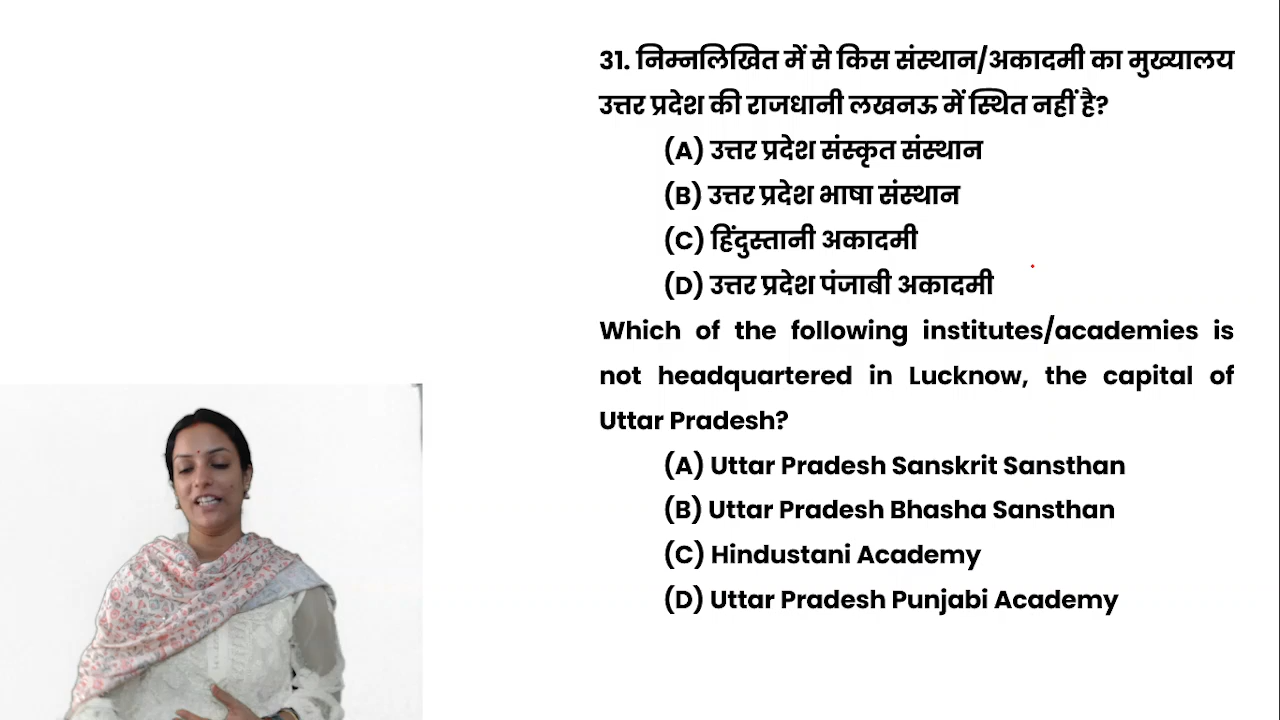 31. निम्नलिखित में से किस संस्थान/अकादमी का मुख्यालय
उत्तर प्रदेश की राजधानी लखनऊ में स्थित नहीं है?
(A) उत्तर प्रदेश संस्कृत संस्थान
(B) उत्तर प्रदेश भाषा संस्थान
(C) हिंदुस्तानी अकादमी
(D) उत्तर प्रदेश पंजाबी अकादमी
Which of the following institutes/academies is
not headquartered in Lucknow, the capital of
Uttar Pradesh?
(A) Uttar Pradesh Sanskrit Sansthan
(B) Uttar Pradesh Bhasha Sansthan
(C) Hindustani Academy
(D) Uttar Pradesh Punjabi Academy